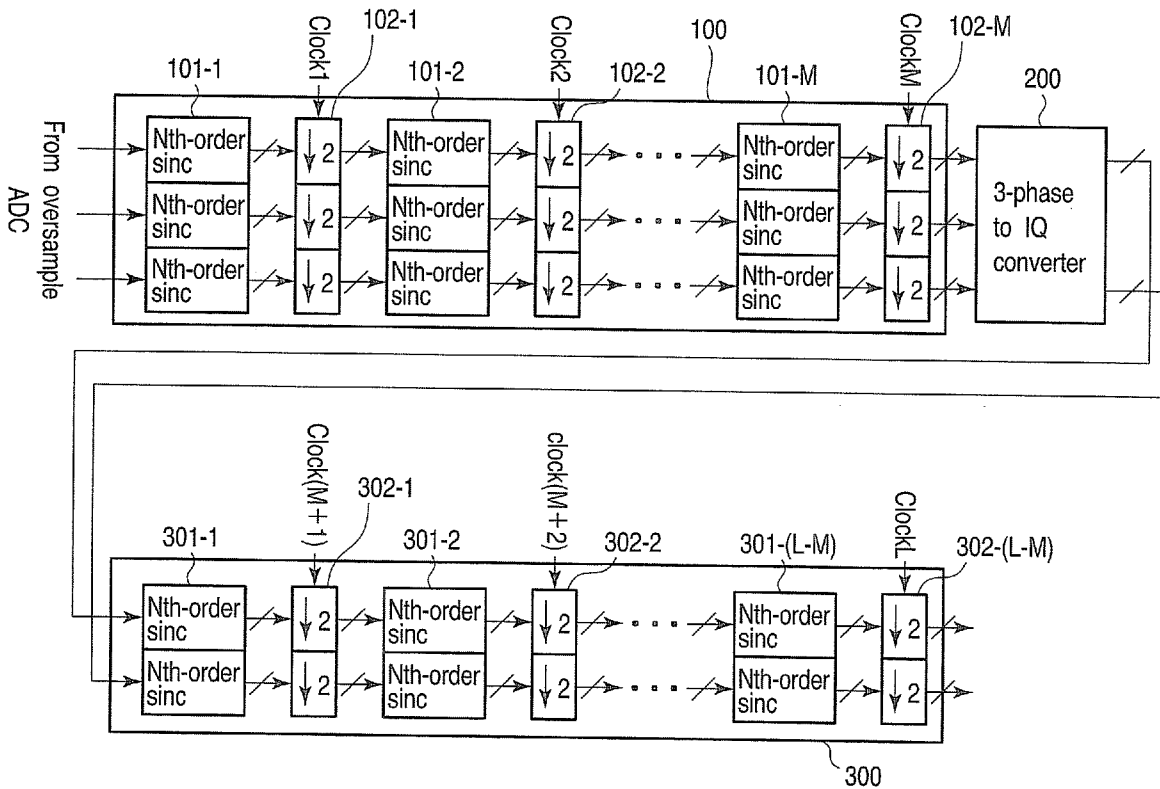 102-1
100
102-M
101-1
Clock1
101-2
Clock2
102-2
101-M
ClockM
200
From oversample
ADC
Nth-order
sinc
↓ 2
Nth-order
sinc
↓ 2
Nth-order
sinc
↓ 2
Nth-order
sinc
↓ 2
Nth-order
sinc
↓ 2
Nth-order
sinc
↓ 2
Nth-order
sinc
↓ 2
Nth-order
sinc
↓ 2
Nth-order
sinc
↓ 2
3-phase
to IQ
converter
Clock(M+1)
302-1
clock(M+2)
301-1
301-2
302-2
301-(L-M)
ClockL
302-(L-M)
Nth-order
sinc
↓ 2
Nth-order
sinc
↓ 2
Nth-order
sinc
↓ 2
Nth-order
sinc
↓ 2
Nth-order
sinc
↓ 2
Nth-order
sinc
↓ 2
300